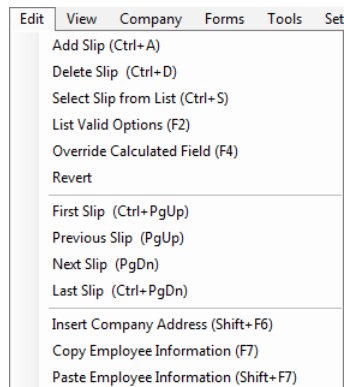 Edit View Company Forms Tools Set
Add Slip (Ctrl+A)
Delete Slip (Ctrl+D)
Select Slip from List (Ctrl+S)
List Valid Options (F2)
Override Calculated Field (F4)
Revert
First Slip (Ctrl+PgUp)
Previous Slip (PgUp)
Next Slip (PgDn)
Last Slip (Ctrl+PgDn)
Insert Company Address (Shift+F6)
Copy Employee Information (F7)
Paste Employee Information (Shift+F7)